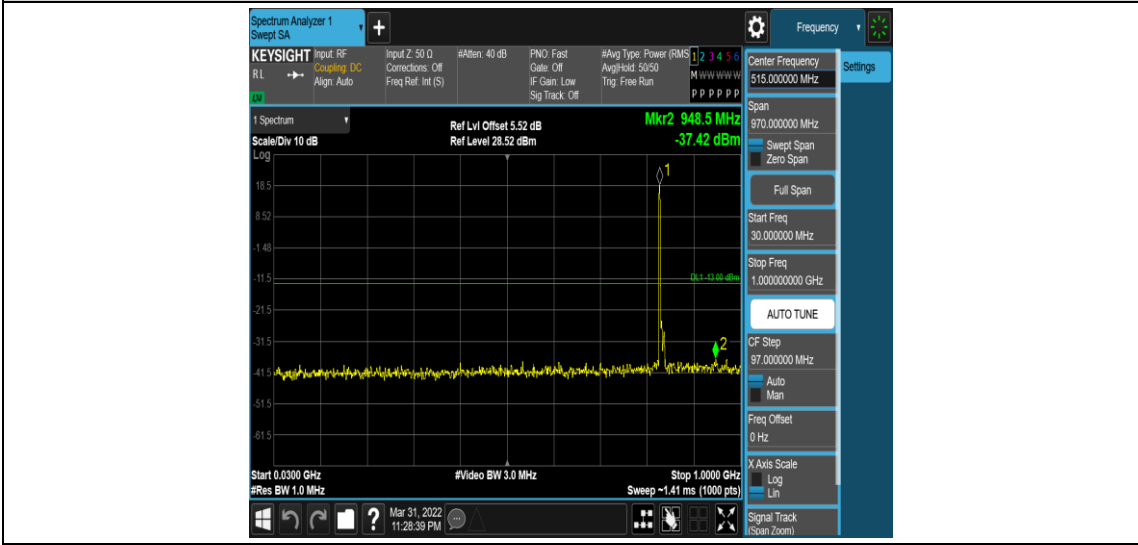 Spectrum Analyzer 1
Swept SA
+
Frequency
KEYSIGHT
RL
LNI
Input: RF
Coupling: DC
Align: Auto
Input Z: 50 Ω
Corrections: Off
Freq Ref: Int (S)
#Atten: 40 dB
PNO: Fast
Gate: Off
IF Gain: Low
Sig Track: Off
#Avg Type: Power (RMS
Avg|Hold: 50/50
Trig: Free Run
1 2 3 4 5 6
M W W W W W
P P P P P P
1 Spectrum
Scale/Div 10 dB
Log
Ref Lvl Offset 5.52 dB
Ref Level 28.52 dBm
Mkr2 948.5 MHz
-37.42 dBm
1
18.5
8.52
-1.48
-11.5
DL1 -13.00 dBm
-21.5
-31.5
2
-41.5
-51.5
-61.5
Start 0.0300 GHz
#Video BW 3.0 MHz
Stop 1.0000 GHz
#Res BW 1.0 MHz
Sweep ~1.41 ms (1000 pts)
?
Mar 31, 2022
11:28:39 PM
Center Frequency
515.000000 MHz
Settings
Span
970.000000 MHz
Swept Span
Zero Span
Full Span
Start Freq
30.000000 MHz
Stop Freq
1.000000000 GHz
AUTO TUNE
CF Step
97.000000 MHz
Auto
Man
Freq Offset
0 Hz
X Axis Scale
Log
Lin
Signal Track
(Span Zoom)